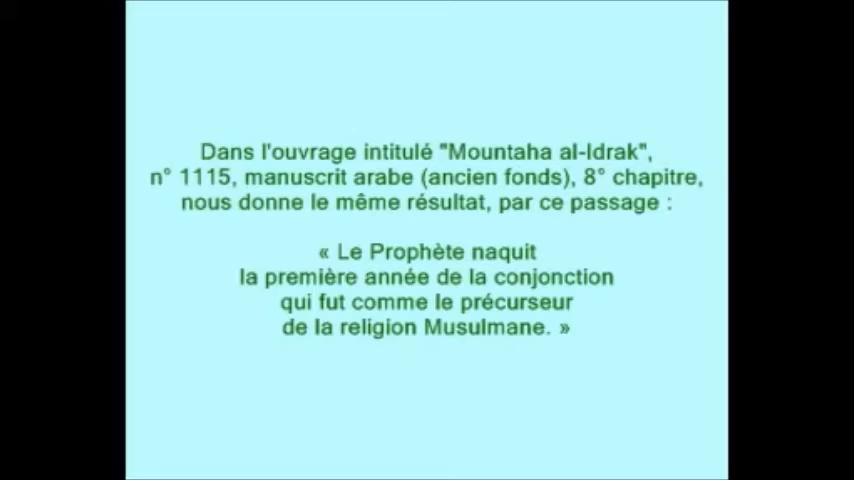 Dans l'ouvrage intitulé "Mountaha al-Idrak",
n° 1115, manuscrit arabe (ancien fonds), 8° chapitre,
nous donne le même résultat, par ce passage :
« Le Prophète naquit
la première année de la conjonction
qui fut comme le précurseur
de la religion Musulmane. »